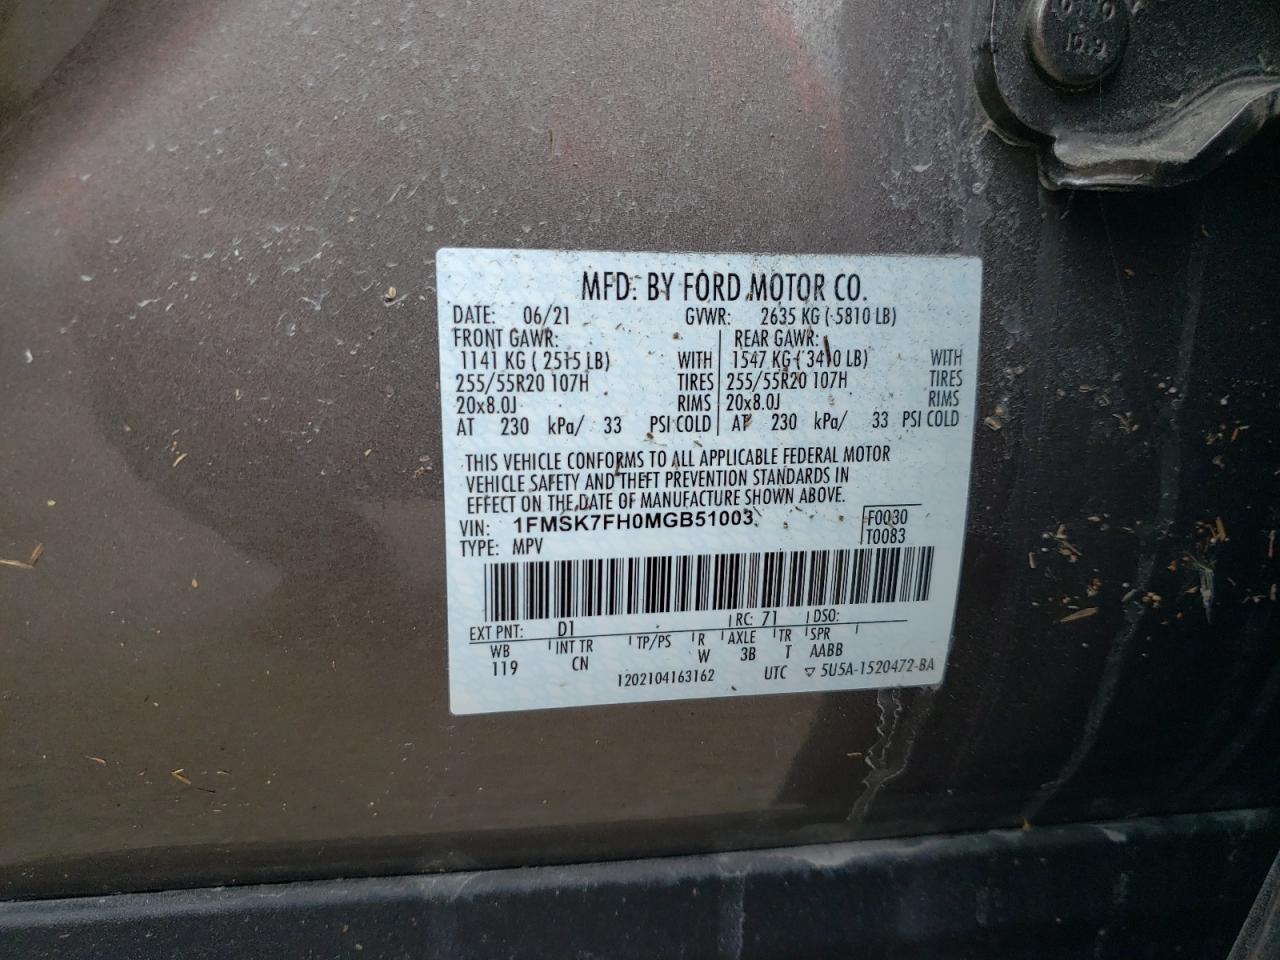 10.9
MFD. BY FORD MOTOR CO.
DATE: 06/21 GVWR: 2635 KG ( 5810 LB)
FRONT GAWR: REAR GAWR:
1141 KG ( 2515 LB) WITH 1547 KG ( 3410 LB) WITH
255/55R20 107H TIRES 255/55R20 107H TIRES
20x8.0J RIMS 20x8.0J RIMS
AT 230 kPa/ 33 PSI COLD AT 230 kPa/ 33 PSI COLD
THIS VEHICLE CONFORMS TO ALL APPLICABLE FEDERAL MOTOR
VEHICLE SAFETY AND THEFT PREVENTION STANDARDS IN
EFFECT ON THE DATE OF MANUFACTURE SHOWN ABOVE.
VIN: 1FMSK7FH0MGB51003 F0030
TYPE: MPV T0083
EXT PNT: D1 RC: 71 DSO:
WB INT TR TP/PS R AXLE TR SPR
119 CN W 3B T AABB
1202104163162 UTC ▽ 5U5A-1520472-BA